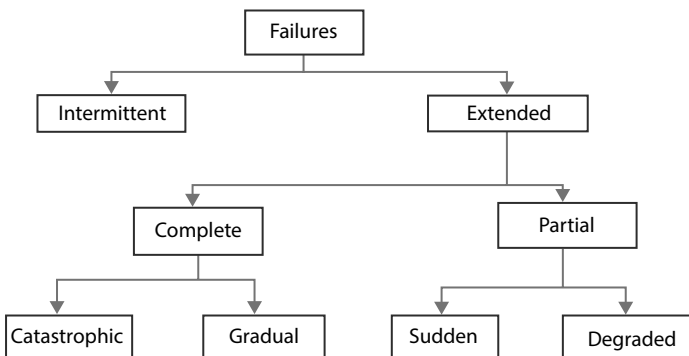 Failures
Intermittent
Extended
Complete
Partial
Catastrophic
Gradual
Sudden
Degraded